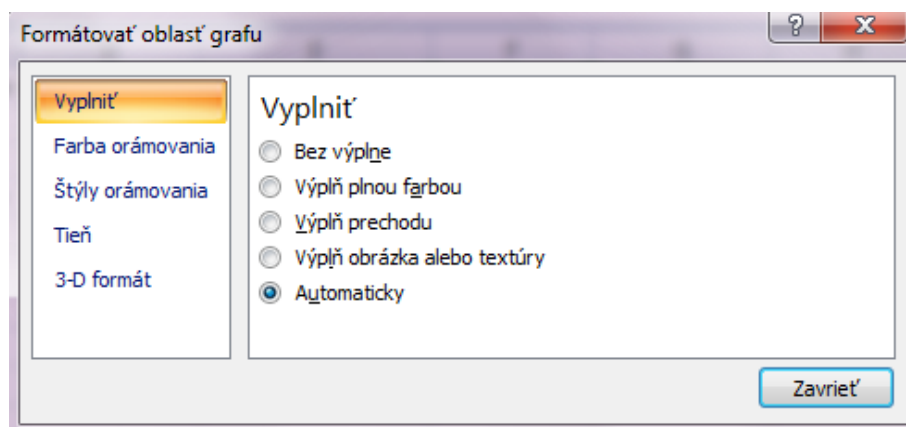 Formátovať oblasť grafu
Vyplniť
Farba orámovania
Štýly orámovania
Tieň
3-D formát
Vyplniť
Bez výplne
Výplň plnou farbou
Výplň prechodu
Výplň obrázka alebo textúry
Automaticky
Zavrieť